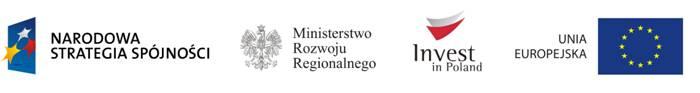 NARODOWA
STRATEGIA SPÓJNOŚCI
Ministerstwo
Rozwoju
Regionalnego
Invest
in Poland
UNIA
EUROPEJSKA